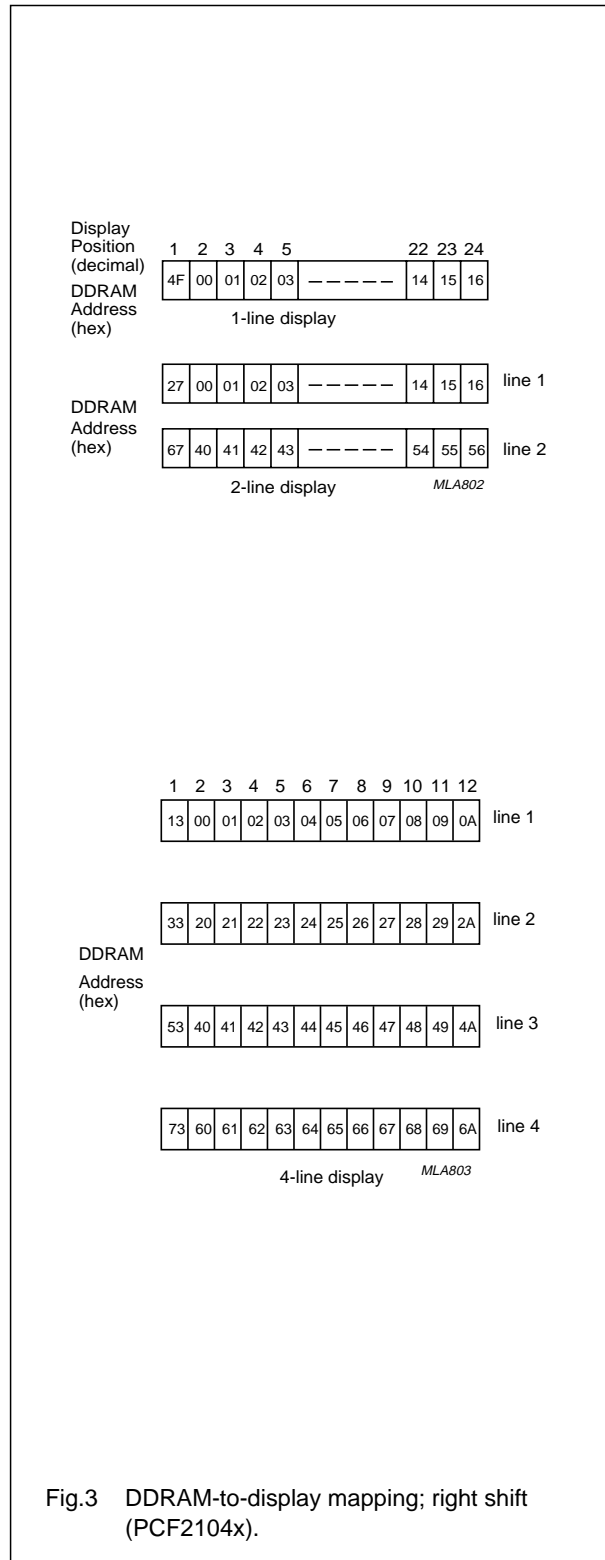 Display
Position
(decimal)
1 2 3 4 5 22 23 24
DDRAM
Address
(hex)
4F 00 01 02 03 – – – – – 14 15 16
1-line display
27 00 01 02 03 – – – – – 14 15 16 line 1
DDRAM
Address
(hex)
67 40 41 42 43 – – – – – 54 55 56 line 2
2-line display
MLA802
1 2 3 4 5 6 7 8 9 10 11 12
13 00 01 02 03 04 05 06 07 08 09 0A line 1
33 20 21 22 23 24 25 26 27 28 29 2A line 2
DDRAM
Address
(hex)
53 40 41 42 43 44 45 46 47 48 49 4A line 3
73 60 61 62 63 64 65 66 67 68 69 6A line 4
4-line display
MLA803
Fig.3 DDRAM-to-display mapping; right shift
(PCF2104x).